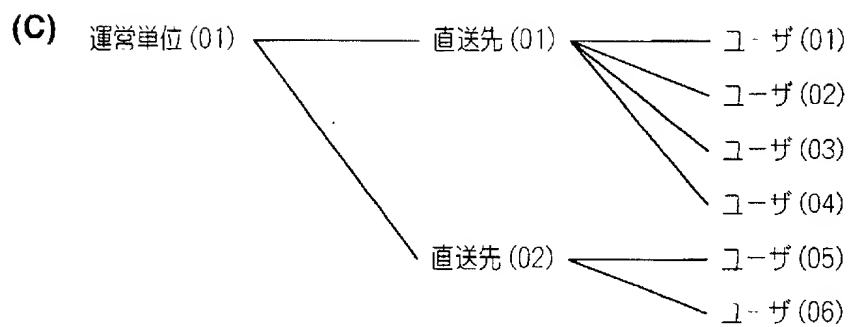 (C) 運営単位(01) 直送先(01) ユーザ(01)
ユーザ(02)
ユーザ(03)
ユーザ(04)
直送先(02) ユーザ(05)
ユーザ(06)